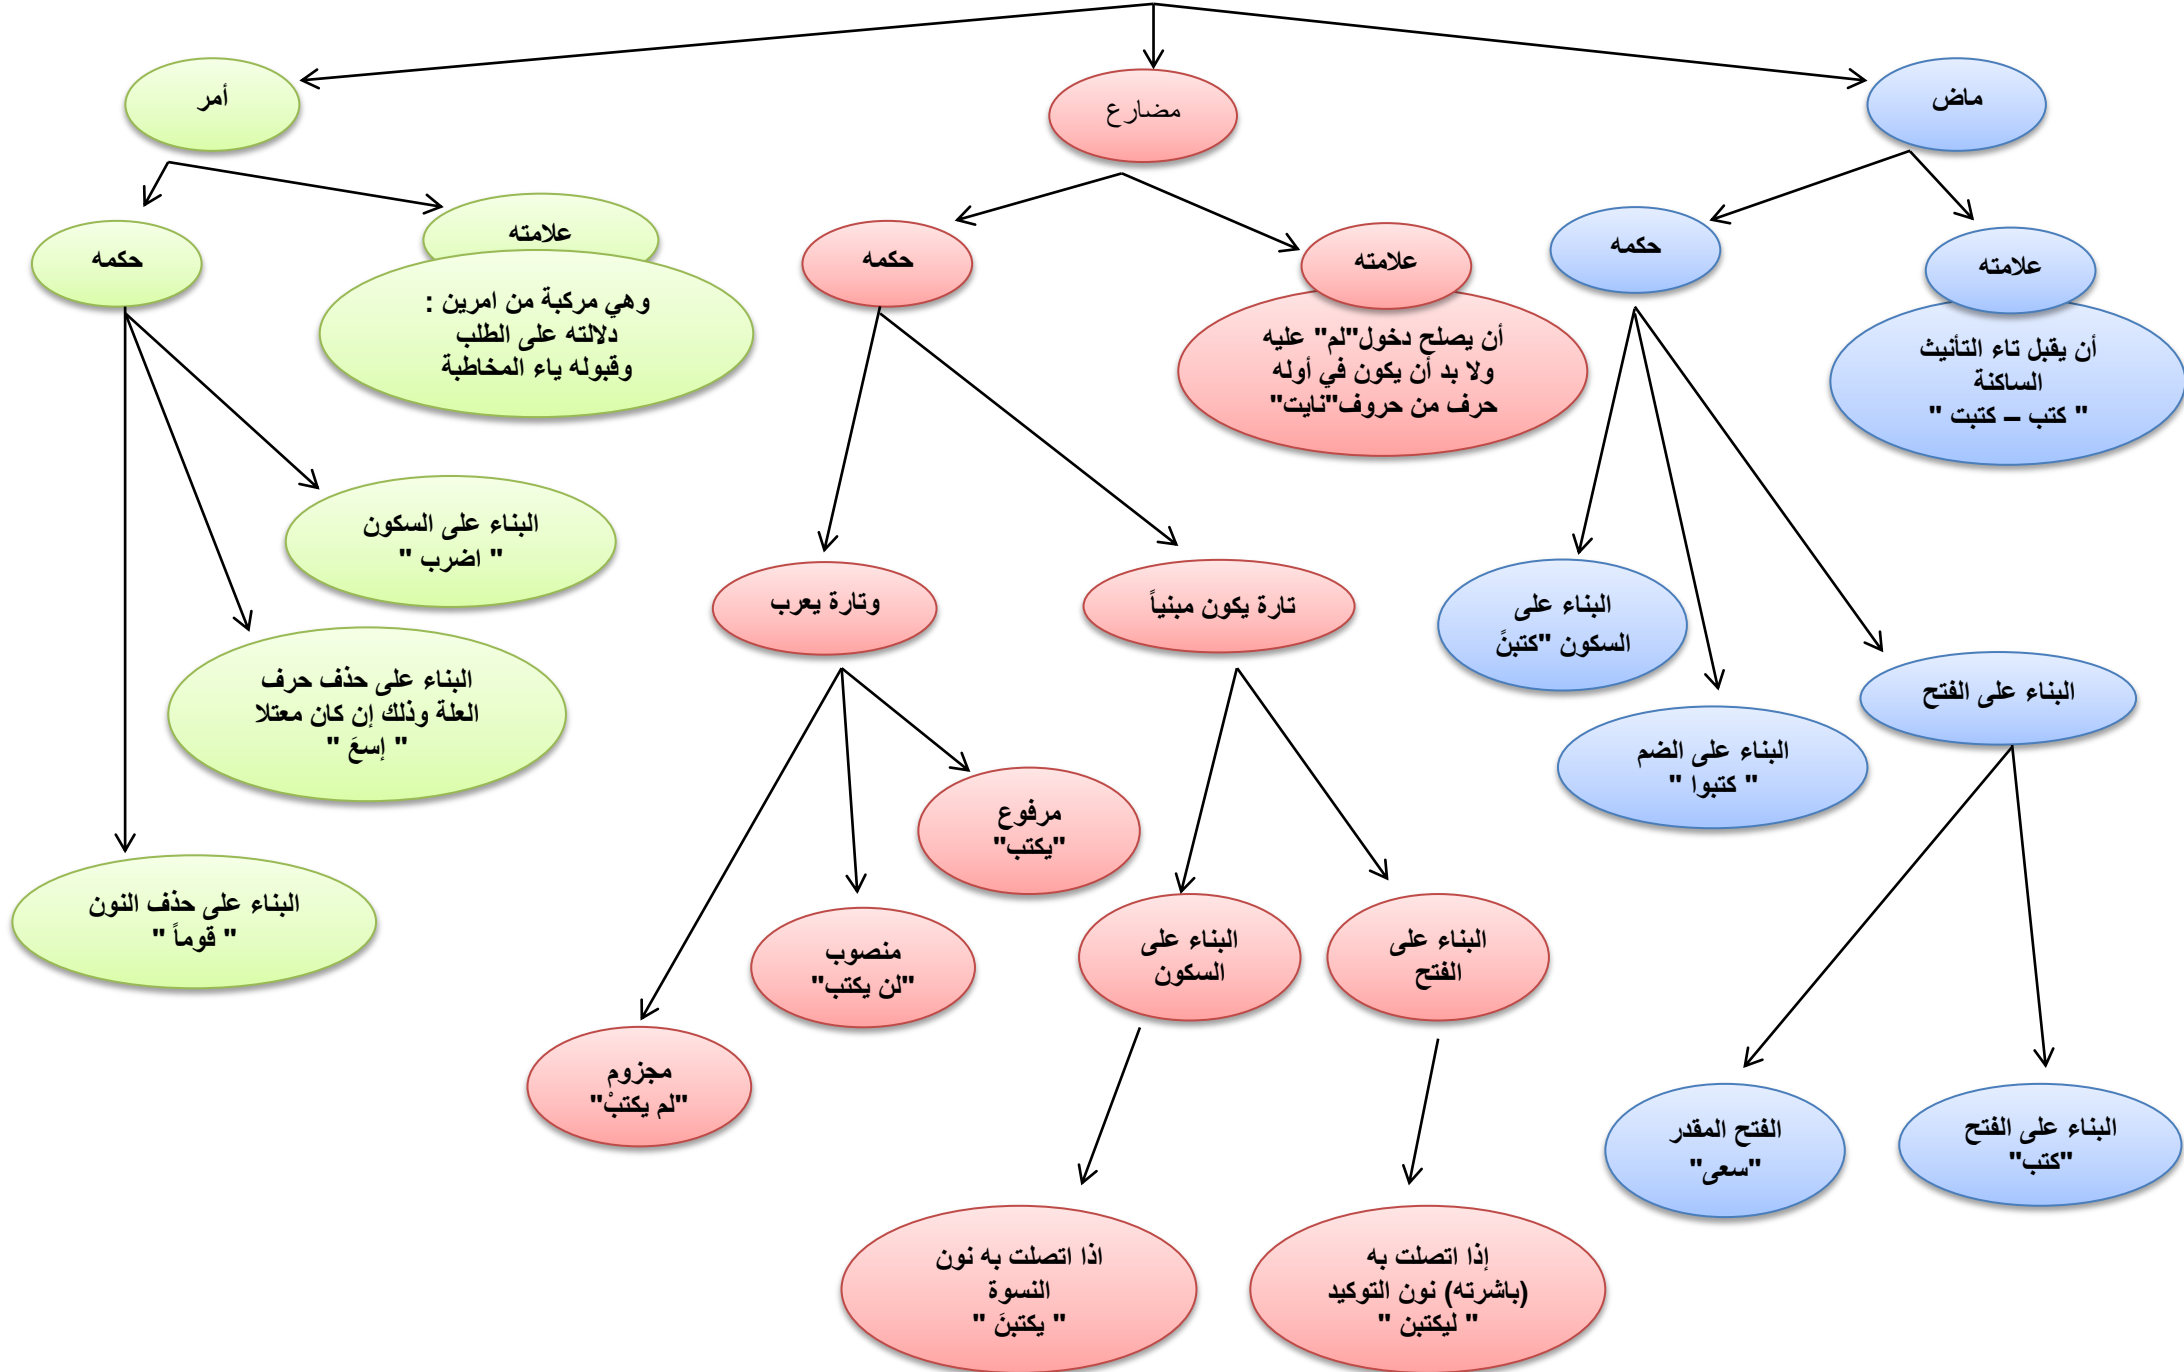 ماض
علامته
أن يقبل تاء التأنيث
الساكنة
" كتب – كتبت "
حكمه
البناء على
السكون "كتبنً
البناء على الضم
" كتبوا "
البناء على الفتح
البناء على الفتح
"كتب"
الفتح المقدر
"سعى"
مضارع
علامته
أن يصلح دخول"لم" عليه
ولا بد أن يكون في أوله
حرف من حروف"نايت"
حكمه
تارة يكون مبنياً
البناء على
الفتح
إذا اتصلت به
(باشرته) نون التوكيد
" ليكتبن "
البناء على
السكون
اذا اتصلت به نون
النسوة
" يكتبنَ "
وتارة يعرب
مرفوع
"يكتب"
منصوب
"لن يكتب"
مجزوم
"لم يكتبْ"
أمر
علامته
وهي مركبة من امرين :
دلالته على الطلب
وقبوله ياء المخاطبة
حكمه
البناء على السكون
" اضرب "
البناء على حذف حرف
العلة وذلك إن كان معتلا
" إسعَ "
البناء على حذف النون
" قوماً "